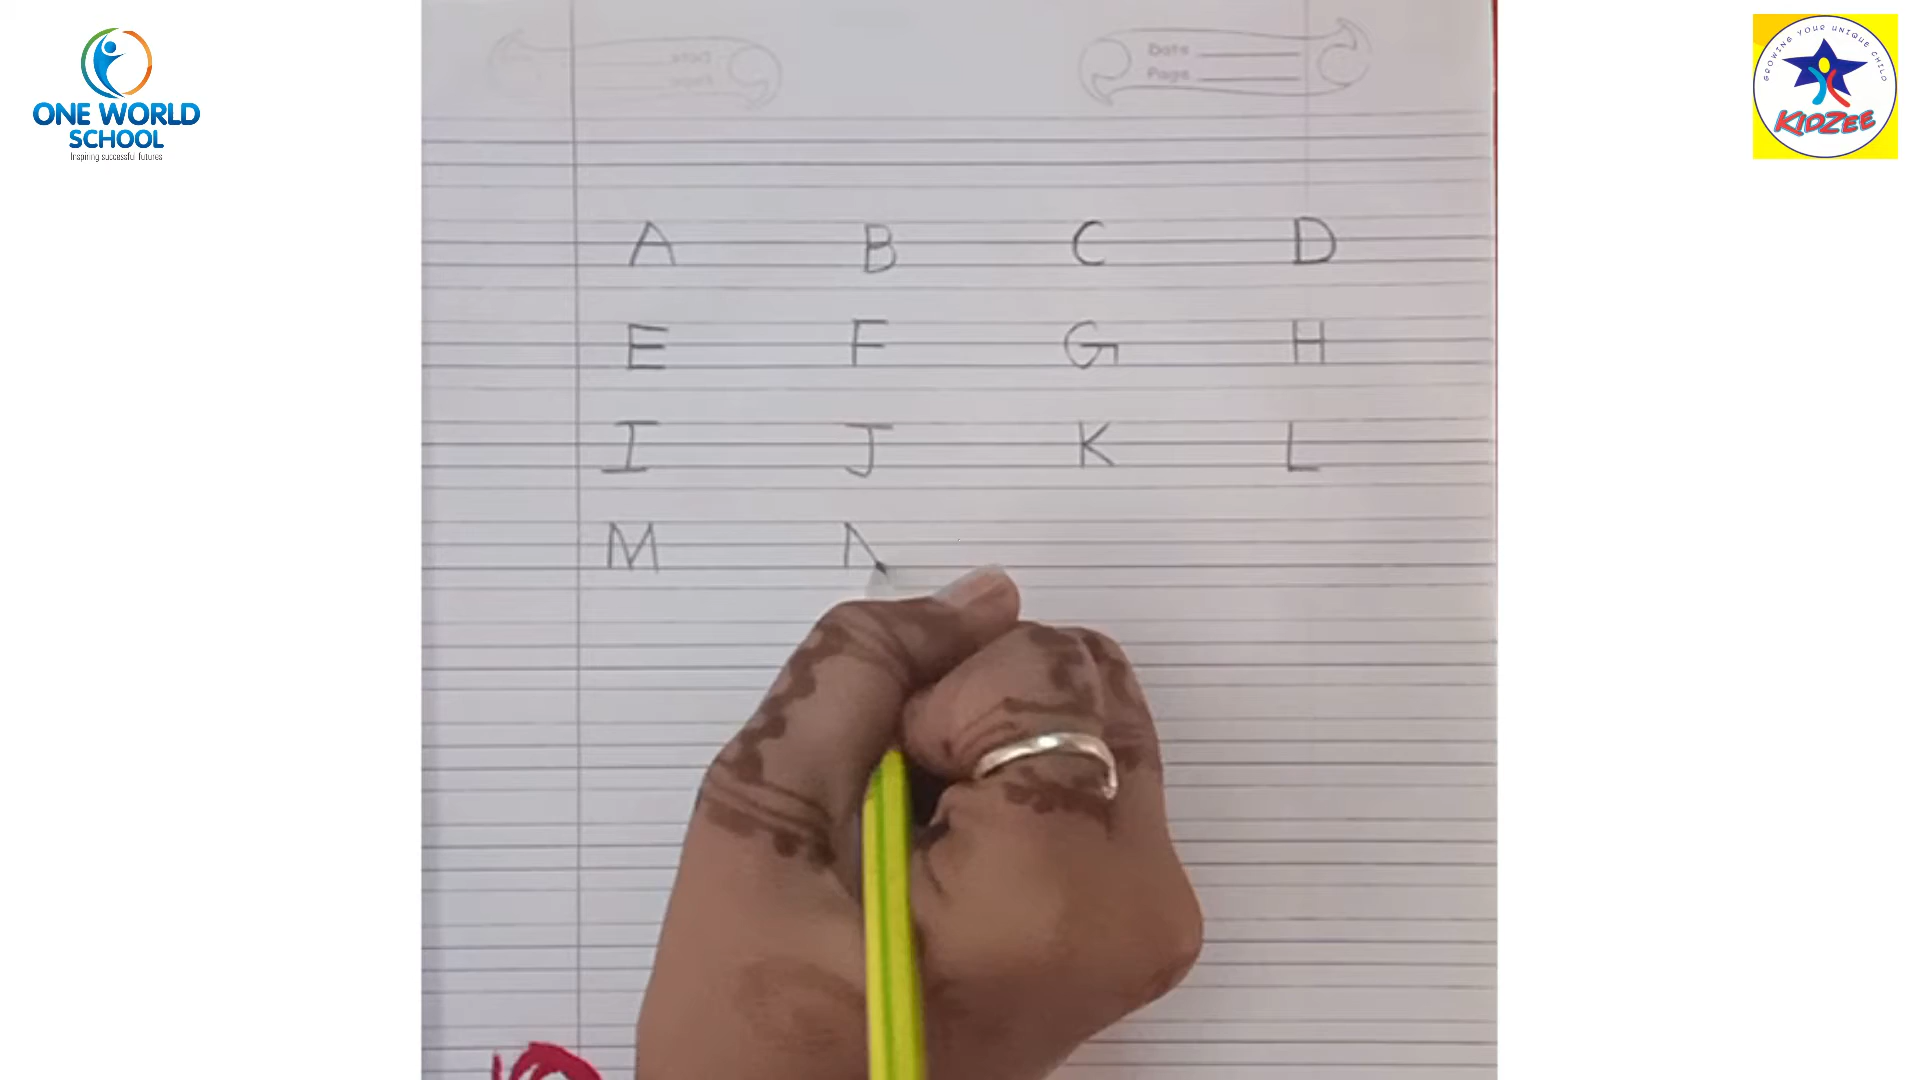 ONE WORLD
SCHOOL
Inspiring successful futures
GROWING YOUR UNIQUE CHILD
KIDZEE
Date
Page
A B C D
E F G H
I J K L
M